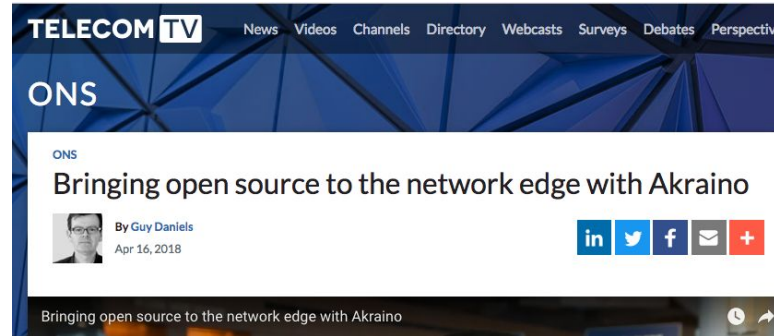 TELECOM TV News Videos Channels Directory Webcasts Surveys Debates
ONS
ONS
Bringing open source to the network edge with Akraino
By Guy Daniels
Apr 16, 2018
in f +
Bringing open source to the network edge with Akraino